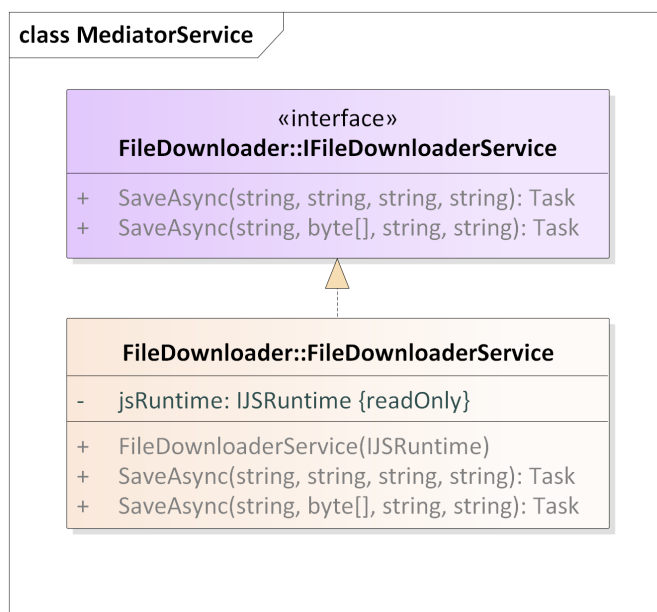 class MediatorService
«interface»
FileDownloader::IFileDownloaderService
+ SaveAsync(string, string, string, string): Task
+ SaveAsync(string, byte[], string, string): Task
FileDownloader::FileDownloaderService
- jsRuntime: IJSRuntime {readOnly}
+ FileDownloaderService(IJSRuntime)
+ SaveAsync(string, string, string, string): Task
+ SaveAsync(string, byte[], string, string): Task